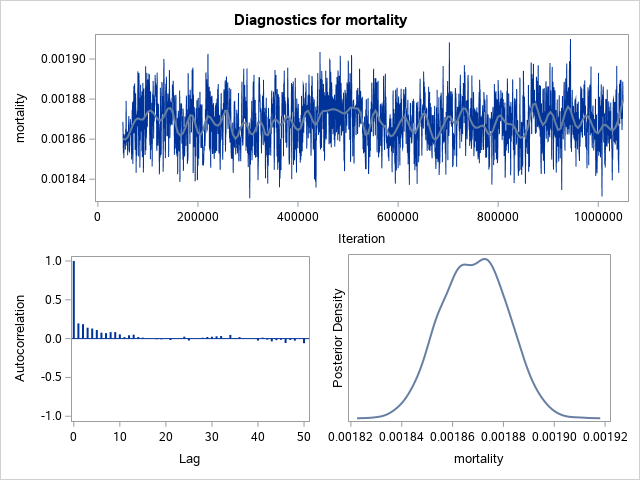 Diagnostics for mortality
mortality
0.00190
0.00188
0.00186
0.00184
0 200000 400000 600000 800000 1000000
Iteration
Autocorrelation
1.0
0.5
0.0
-0.5
-1.0
0 10 20 30 40 50
Lag
Posterior Density
0.00182 0.00184 0.00186 0.00188 0.00190 0.00192
mortality